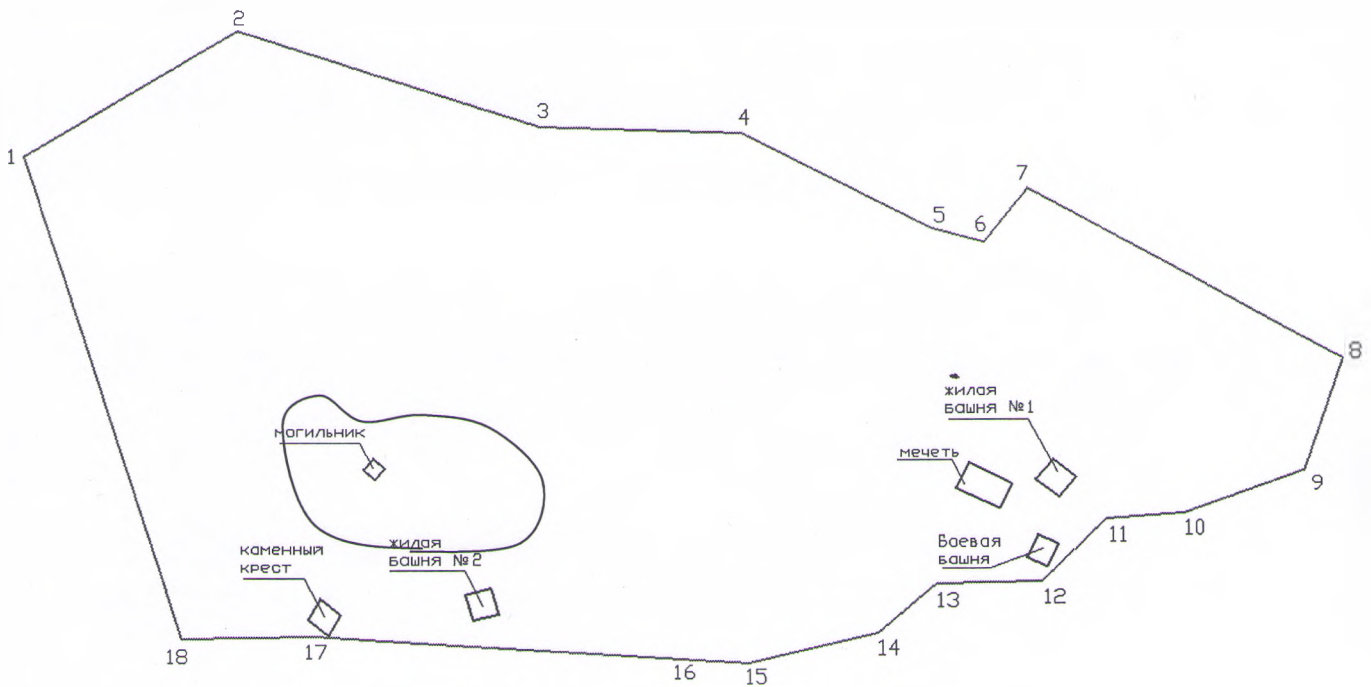 2
3
4
1
7
5
6
8
жилая
башня №1
могильник
мечеть
9
11
10
каменный
крест
жилая
башня №2
Боевая
башня
13
12
14
18
17
16
15